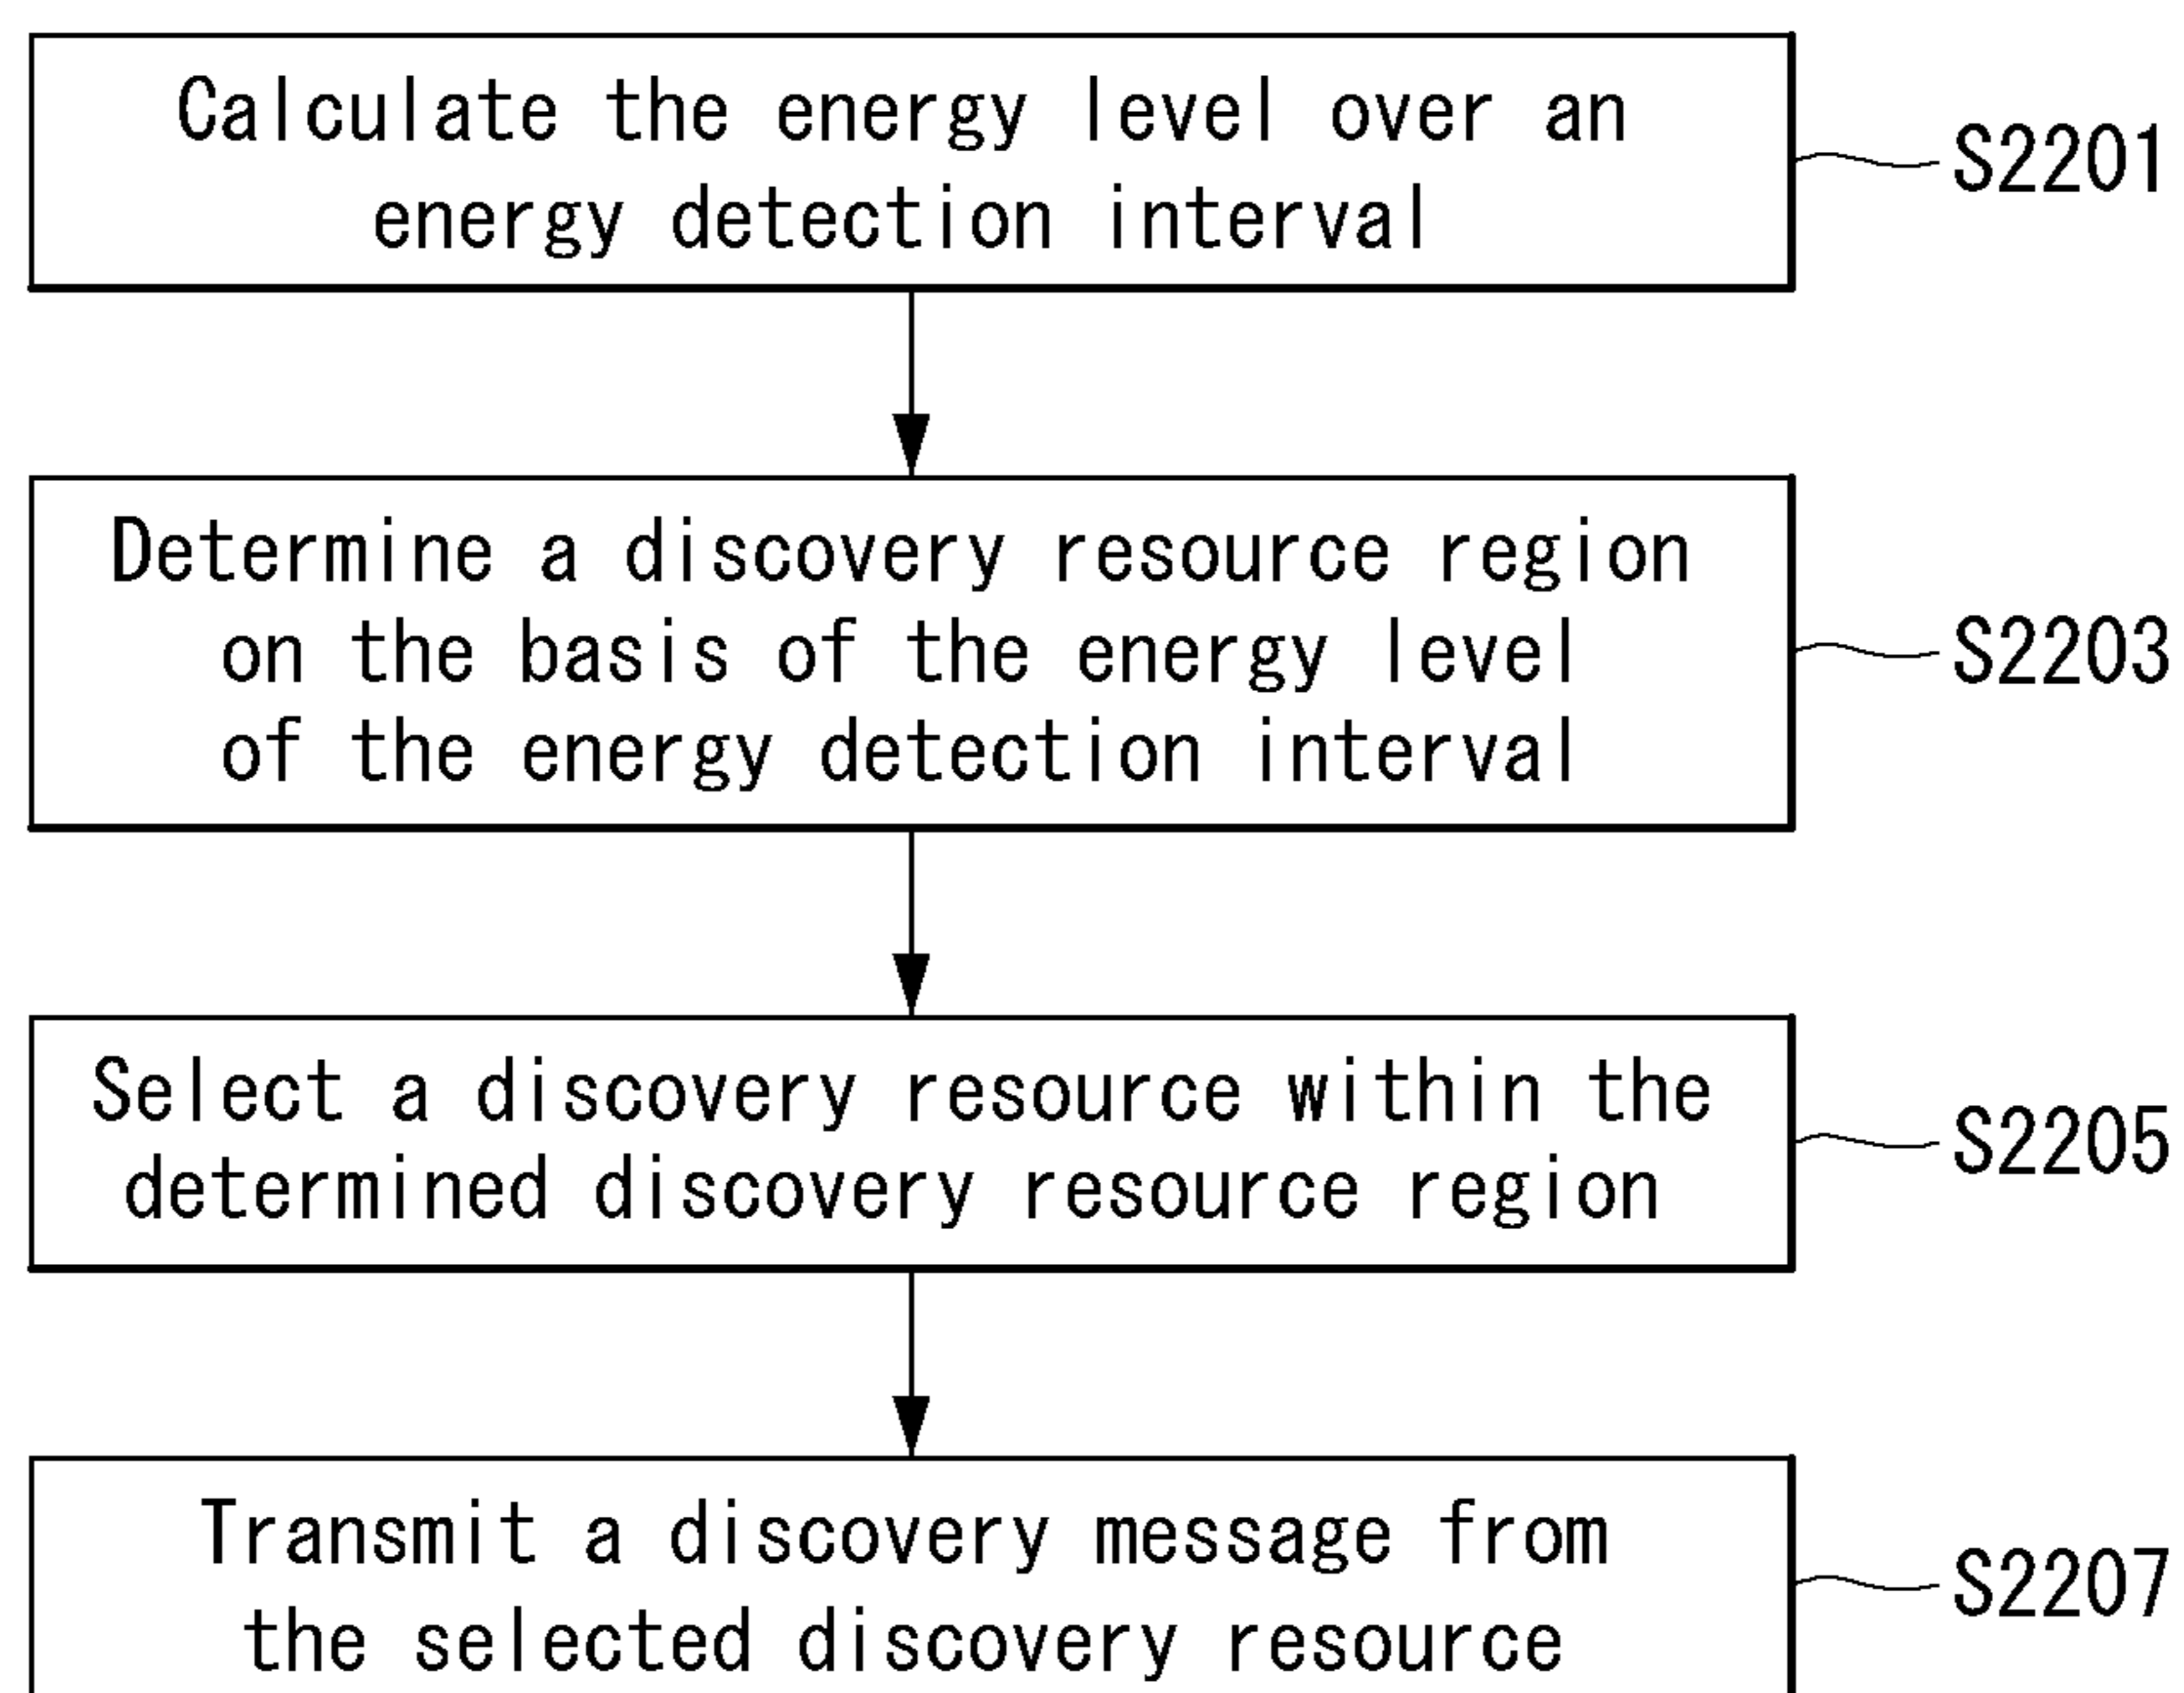 Calculate the energy level over an
energy detection interval
S2201
Determine a discovery resource region
on the basis of the energy level
of the energy detection interval
S2203
Select a discovery resource within the
determined discovery resource region
S2205
Transmit a discovery message from
the selected discovery resource
S2207